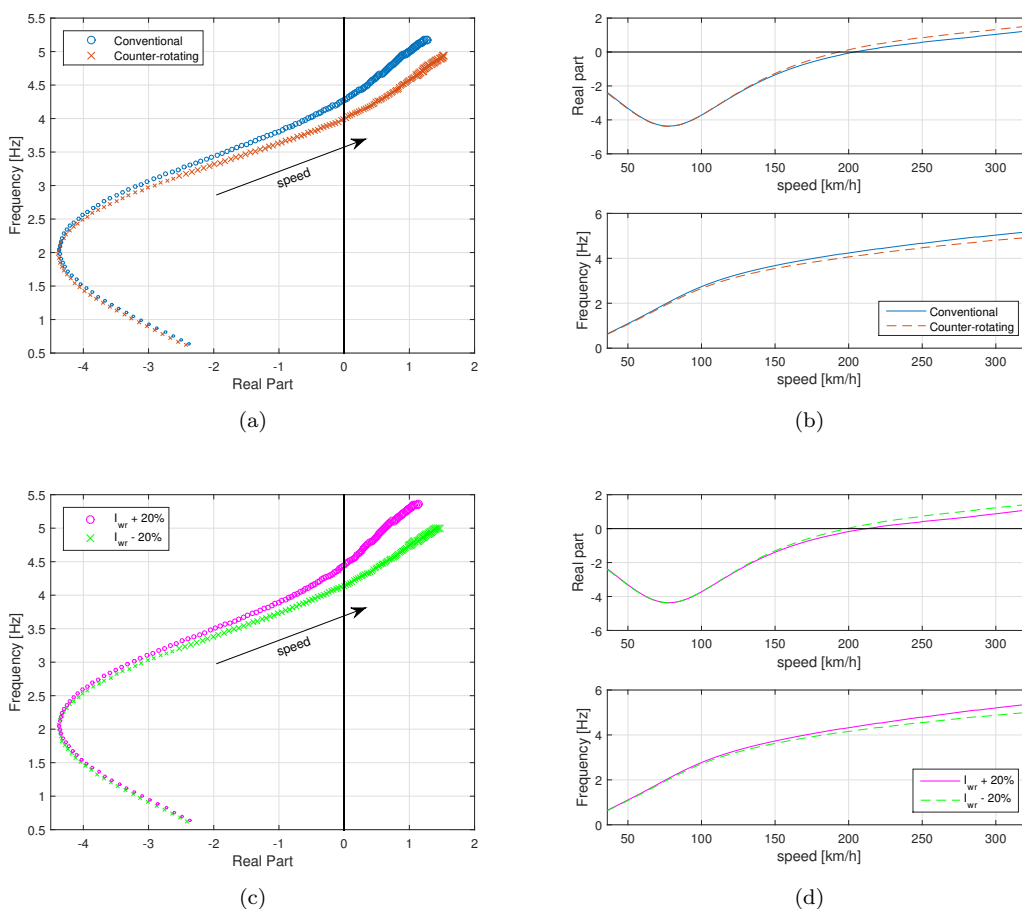 5.5
5
4.5
4
3.5
3
2.5
2
1.5
1
0.5
Frequency [Hz]
Conventional
Counter-rotating
speed
-4 -3 -2 -1 0 1 2
Real Part
(a)
2
0
-2
-4
-6
Real part
50 100 150 200 250 300
speed [km/h]
6
4
2
0
Frequency [Hz]
Conventional
Counter-rotating
50 100 150 200 250 300
speed [km/h]
(b)
5.5
5
4.5
4
3.5
3
2.5
2
1.5
1
0.5
Frequency [Hz]
I_wr + 20%
I_wr - 20%
speed
-4 -3 -2 -1 0 1 2
Real Part
(c)
2
0
-2
-4
-6
Real part
50 100 150 200 250 300
speed [km/h]
6
4
2
0
Frequency [Hz]
I_wr + 20%
I_wr - 20%
50 100 150 200 250 300
speed [km/h]
(d)